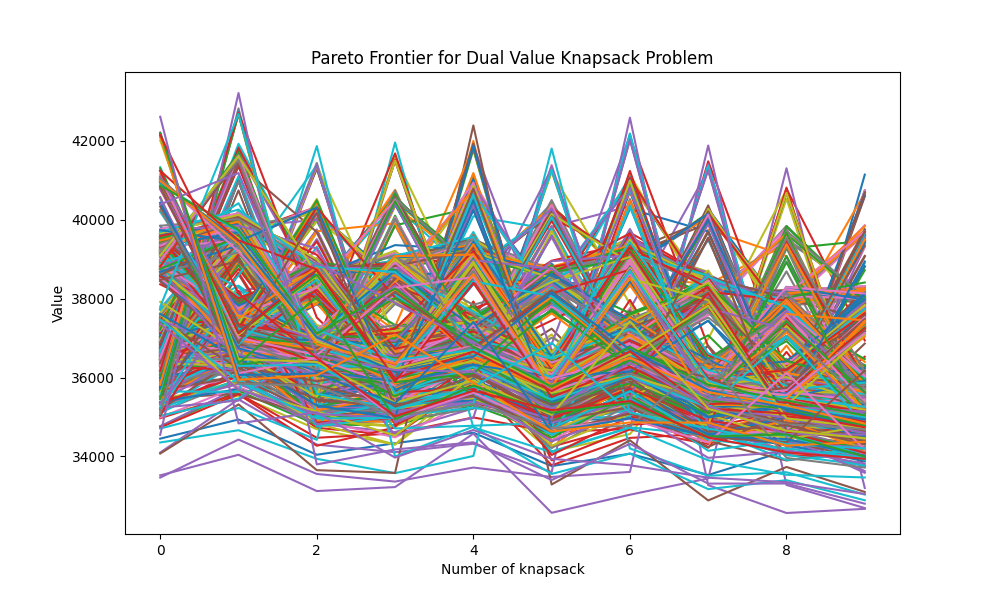 Pareto Frontier for Dual Value Knapsack Problem
42000
40000
38000
36000
34000
Value
0 2 4 6 8
Number of knapsack